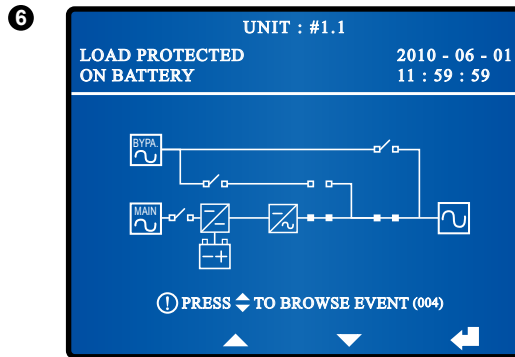 6
UNIT : #1.1
LOAD PROTECTED
ON BATTERY
2010 - 06 - 01
11 : 59 : 59
BYPA.
MAIN
! PRESS TO BROWSE EVENT (004)